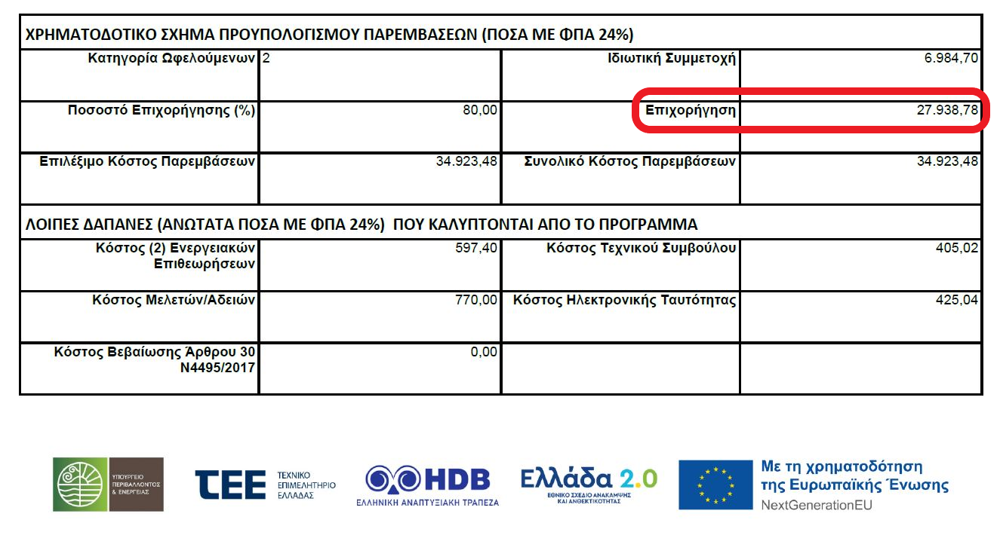 ΧΡΗΜΑΤΟΔΟΤΙΚΟ ΣΧΗΜΑ ΠΡΟΥΠΟΛΟΓΙΣΜΟΥ ΠΑΡΕΜΒΑΣΕΩΝ (ΠΟΣΑ ΜΕ ΦΠΑ 24%)
Κατηγορία Ωφελούμενων 2 Ιδιωτική Συμμετοχή 6.984,70
Ποσοστό Επιχορήγησης (%) 80,00 Επιχορήγηση 27.938,78
Επιλέξιμο Κόστος Παρεμβάσεων 34.923,48 Συνολικό Κόστος Παρεμβάσεων 34.923,48
ΛΟΙΠΕΣ ΔΑΠΑΝΕΣ (ΑΝΩΤΑΤΑ ΠΟΣΑ ΜΕ ΦΠΑ 24%) ΠΟΥ ΚΑΛΥΠΤΟΝΤΑΙ ΑΠΟ ΤΟ ΠΡΟΓΡΑΜΜΑ
Κόστος (2) Ενεργειακών 597,40 Κόστος Τεχνικού Συμβούλου 405,02
Επιθεωρήσεων
Κόστος Μελετών/Αδειών 770,00 Κόστος Ηλεκτρονικής Ταυτότητας 425,04
Κόστος Βεβαίωσης Άρθρου 30 0,00
Ν4495/2017
ΥΠΟΥΡΓΕΙΟ
ΠΕΡΙΒΑΛΛΟΝΤΟΣ
& ΕΝΕΡΓΕΙΑΣ
ΤΕΕ
ΤΕΧΝΙΚΟ
ΕΠΙΜΕΛΗΤΗΡΙΟ
ΕΛΛΑΔΑΣ
HDB
ΕΛΛΗΝΙΚΗ ΑΝΑΠΤΥΞΙΑΚΗ ΤΡΑΠΕΖΑ
Ελλάδα 2.0
ΕΘΝΙΚΟ ΣΧΕΔΙΟ ΑΝΑΚΑΜΨΗΣ
ΚΑΙ ΑΝΘΕΚΤΙΚΟΤΗΤΑΣ
Με τη χρηματοδότηση
της Ευρωπαϊκής Ένωσης
NextGenerationEU